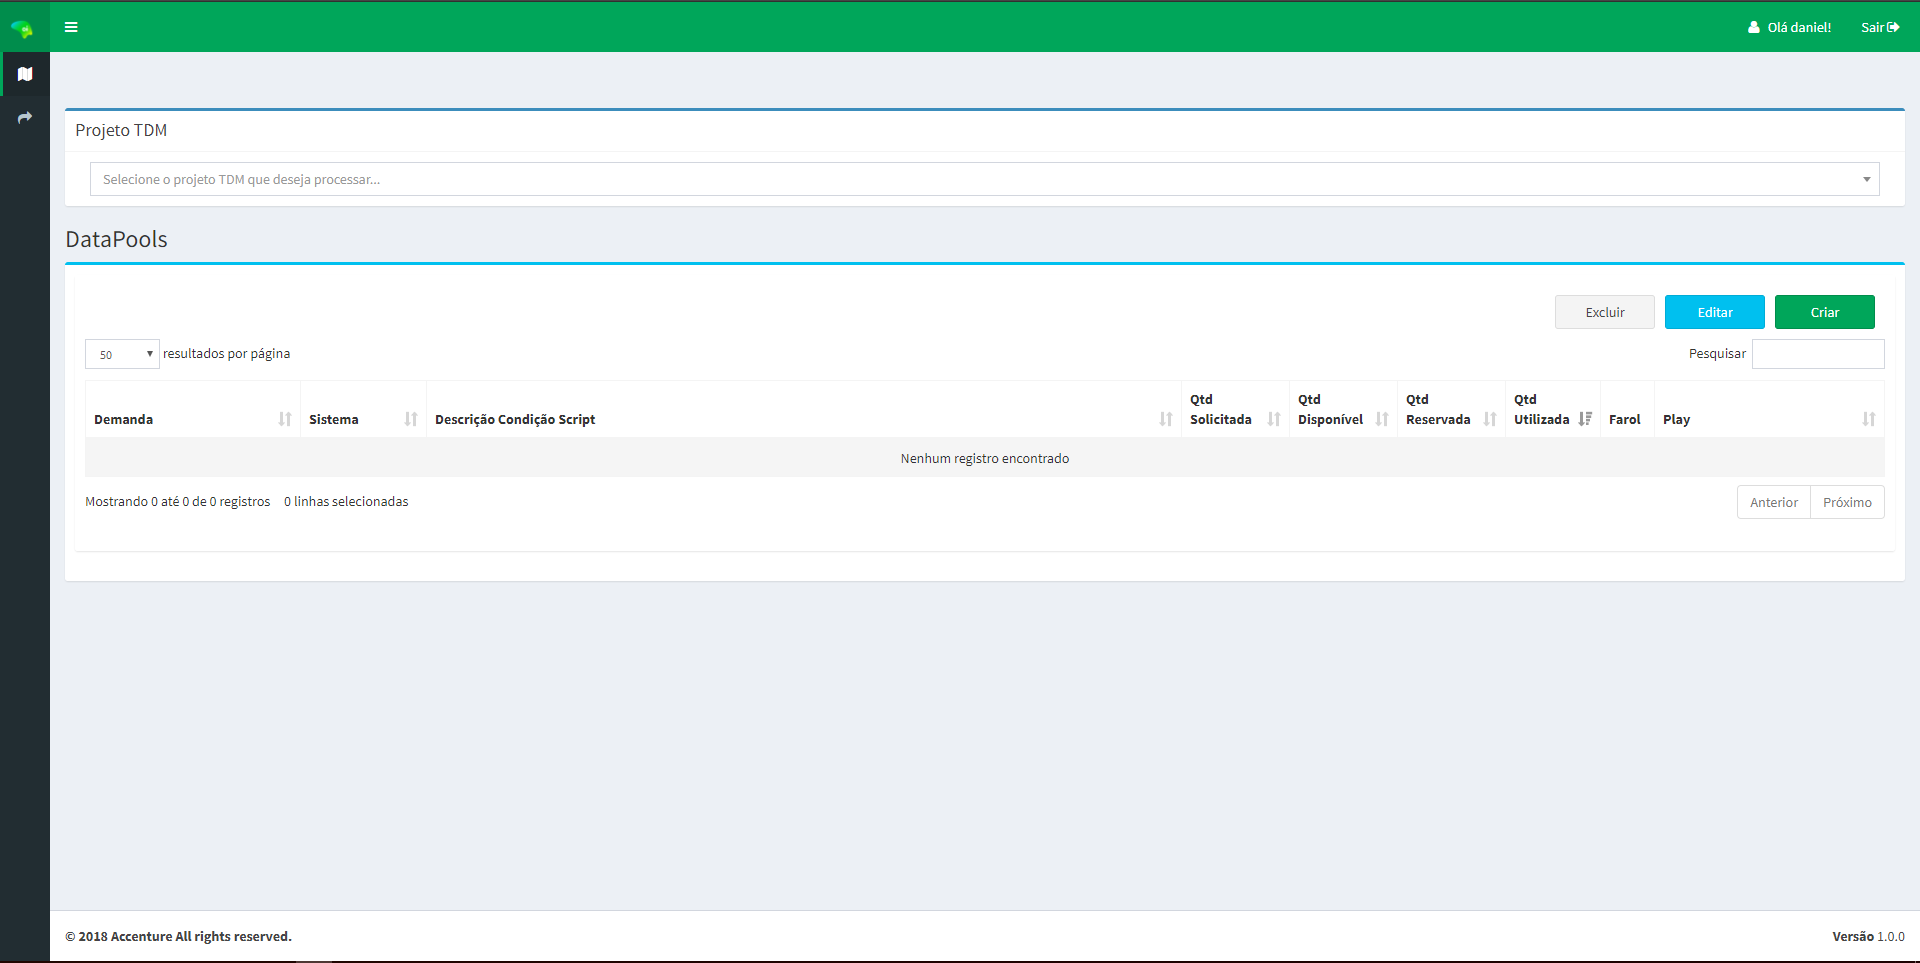 Olá daniel! Sair
Projeto TDM
Selecione o projeto TDM que deseja processar...
DataPools
Excluir Editar Criar
50 resultados por página Pesquisar
Demanda Sistema Descrição Condição Script Qtd Solicitada Qtd Disponível Qtd Reservada Qtd Utilizada Farol Play
Nenhum registro encontrado
Mostrando 0 até 0 de 0 registros 0 linhas selecionadas Anterior Próximo
© 2018 Accenture All rights reserved. Versão 1.0.0